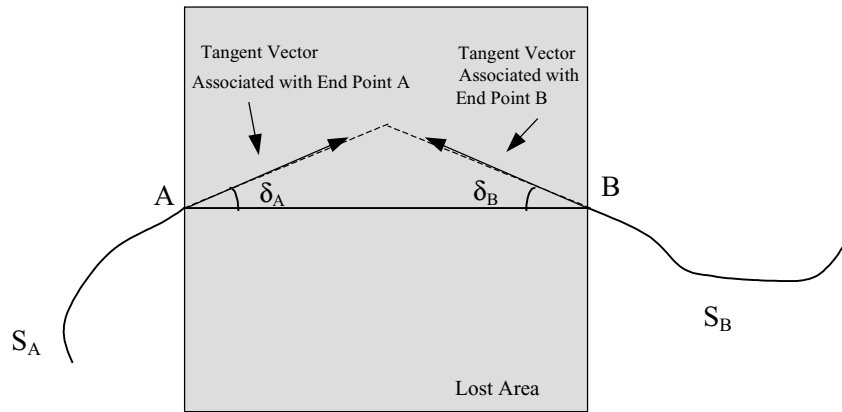 Tangent Vector
Associated with End Point A
Tangent Vector
Associated with
End Point B
A
δA
δB
B
SA
SB
Lost Area